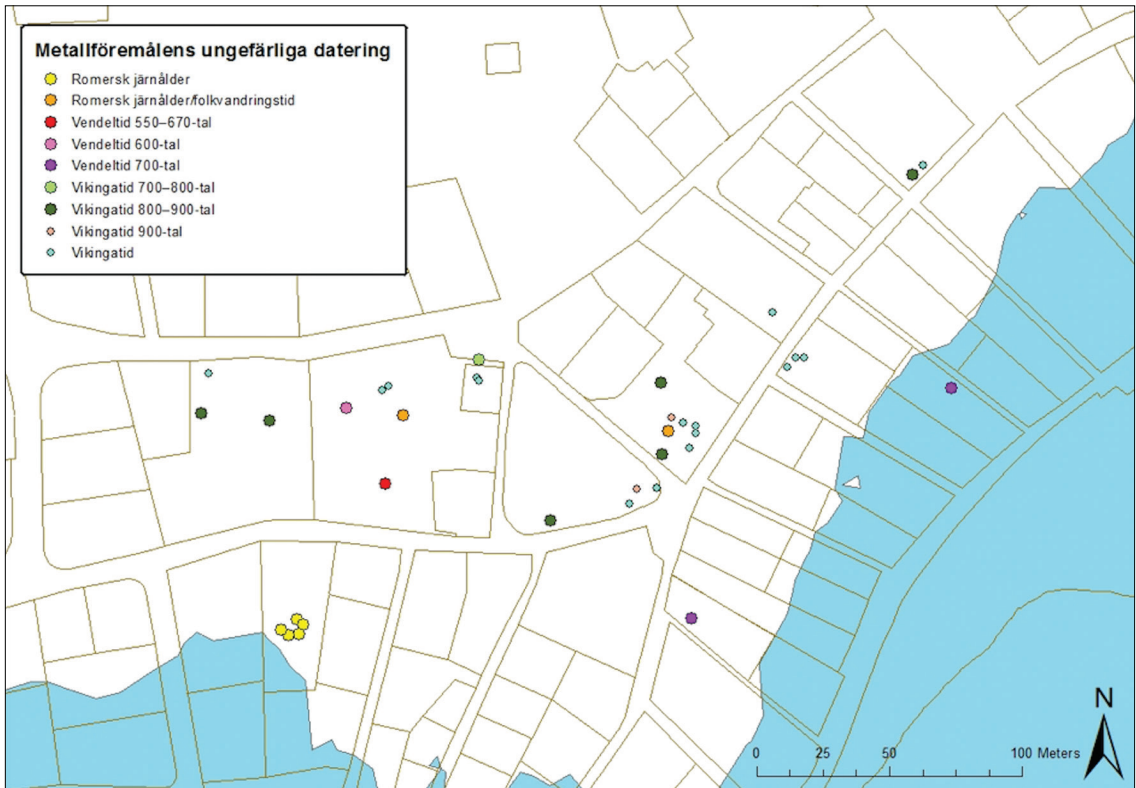 Metallföremålens ungefärliga datering
Romersk järnålder
Romersk järnålder/folkvandringstid
Vendeltid 550–670-tal
Vendeltid 600-tal
Vendeltid 700-tal
Vikingatid 700–800-tal
Vikingatid 800–900-tal
Vikingatid 900-tal
Vikingatid
N
0 25 50 100 Meters